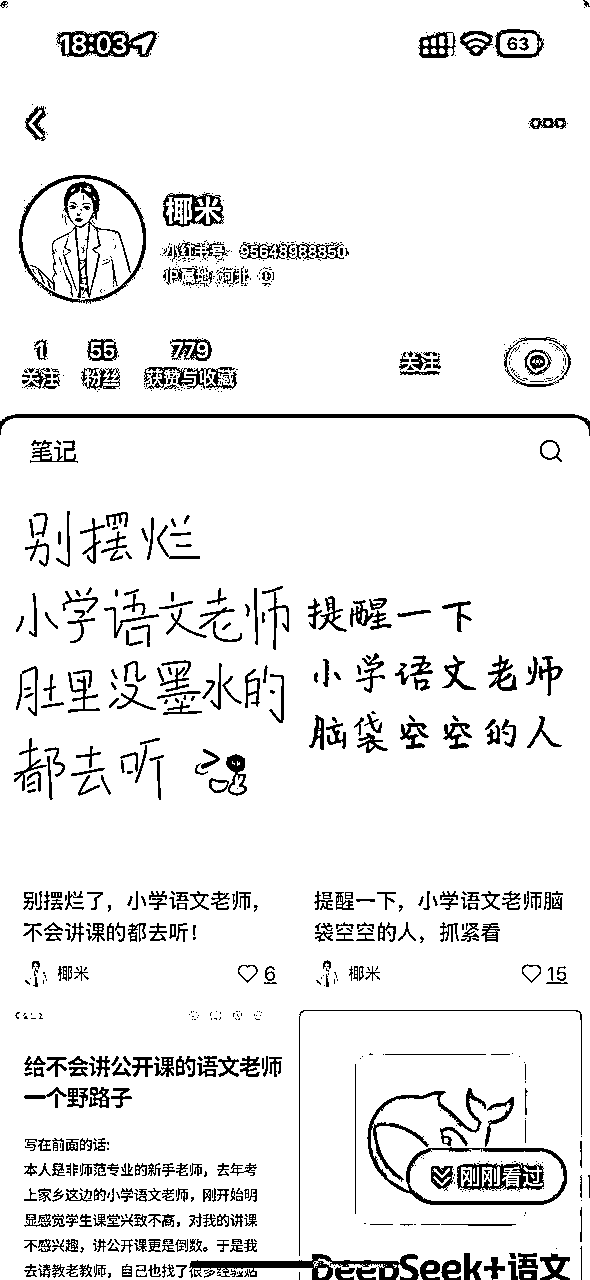 18:03
63
椰米
小红书号：95648988850
IP属地：河北
1
55
779
关注
粉丝
获赞与收藏
关注
笔记
别摆烂
小学语文老师
肚里没墨水的
都去听
提醒一下
小学语文老师
脑袋空空的人
别摆烂了，小学语文老师，
不会讲课的都去听！
椰米
6
提醒一下，小学语文老师脑
袋空空的人，抓紧看
椰米
15
给不会讲公开课的语文老师
一个野路子
写在前面的话:
本人是非师范专业的新手老师，去年考
上家乡这边的小学语文老师，刚开始明
显感觉学生课堂兴致不高，对我的讲课
不感兴趣，讲公开课更是倒数。于是我
去请教老教师，自己也找了很多经验贴
刚刚看过
DeepSeek+语文